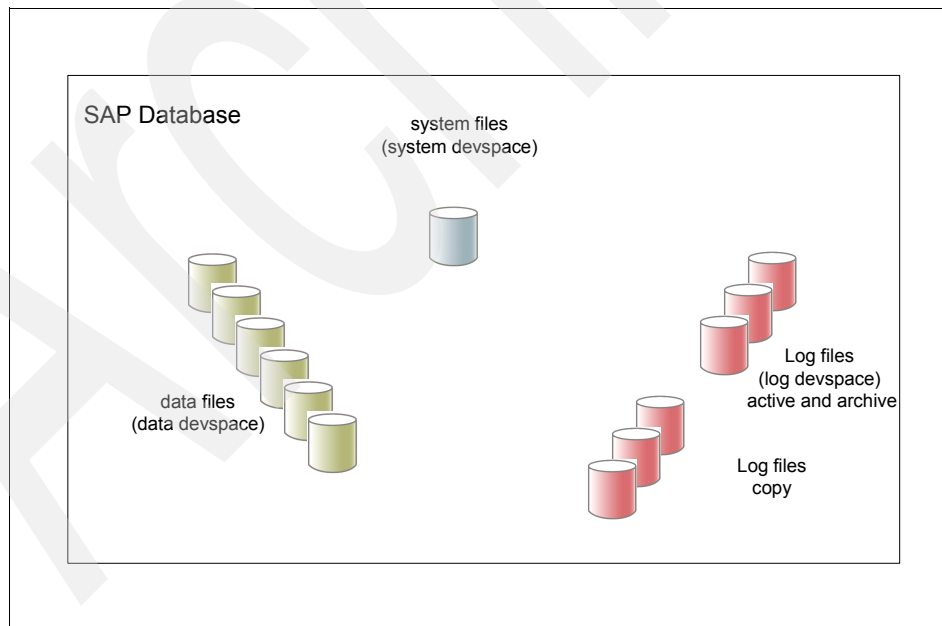 SAP Database
system files
(system devspace)
data files
(data devspace)
Log files
(log devspace)
active and archive
Log files
copy